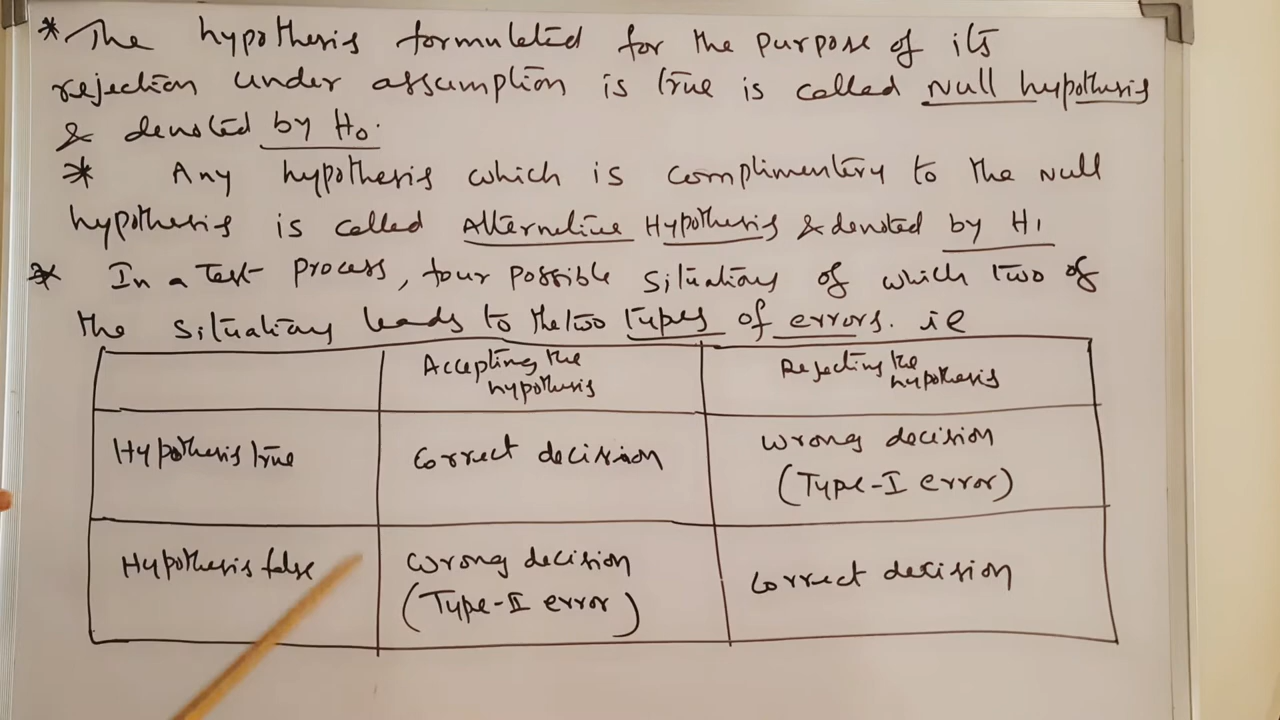 * The hypothesis formulated for the purpose of its
rejection under assumption is true is called Null hypothesis
& denoted by H₀.
* Any hypothesis which is complimentary to the Null
hypothesis is called Alternative Hypothesis & denoted by H₁
* In a Test process, four possible situations of which two of
the situations leads to the two types of errors. ie
Accepting the hypothesis
Rejecting the hypothesis
Hypothesis true
Correct decision
Wrong decision
(Type-I error)
Hypothesis false
Wrong decision
(Type-II error)
Correct decision